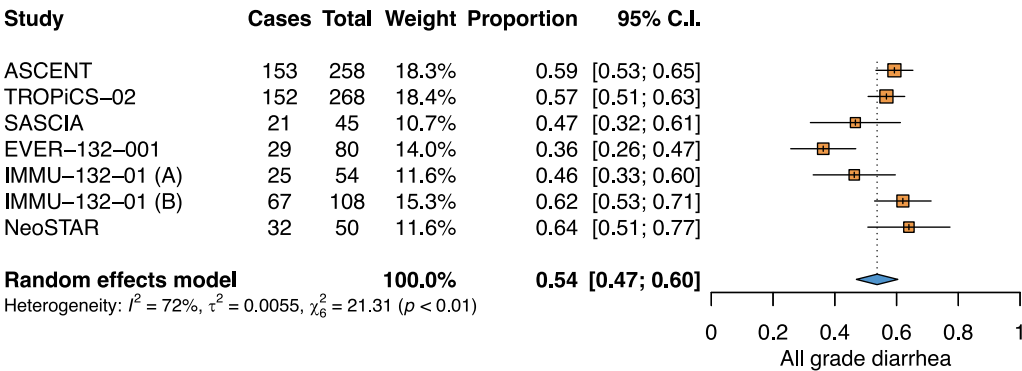 Study Cases Total Weight Proportion 95% C.I.
ASCENT 153 258 18.3% 0.59 [0.53; 0.65]
TROPiCS−02 152 268 18.4% 0.57 [0.51; 0.63]
SASCIA 21 45 10.7% 0.47 [0.32; 0.61]
EVER−132−001 29 80 14.0% 0.36 [0.26; 0.47]
IMMU−132−01 (A) 25 54 11.6% 0.46 [0.33; 0.60]
IMMU−132−01 (B) 67 108 15.3% 0.62 [0.53; 0.71]
NeoSTAR 32 50 11.6% 0.64 [0.51; 0.77]
Random effects model 100.0% 0.54 [0.47; 0.60]
Heterogeneity: I² = 72%, τ² = 0.0055, χ²₆ = 21.31 (p < 0.01)
0 0.2 0.4 0.6 0.8 1
All grade diarrhea